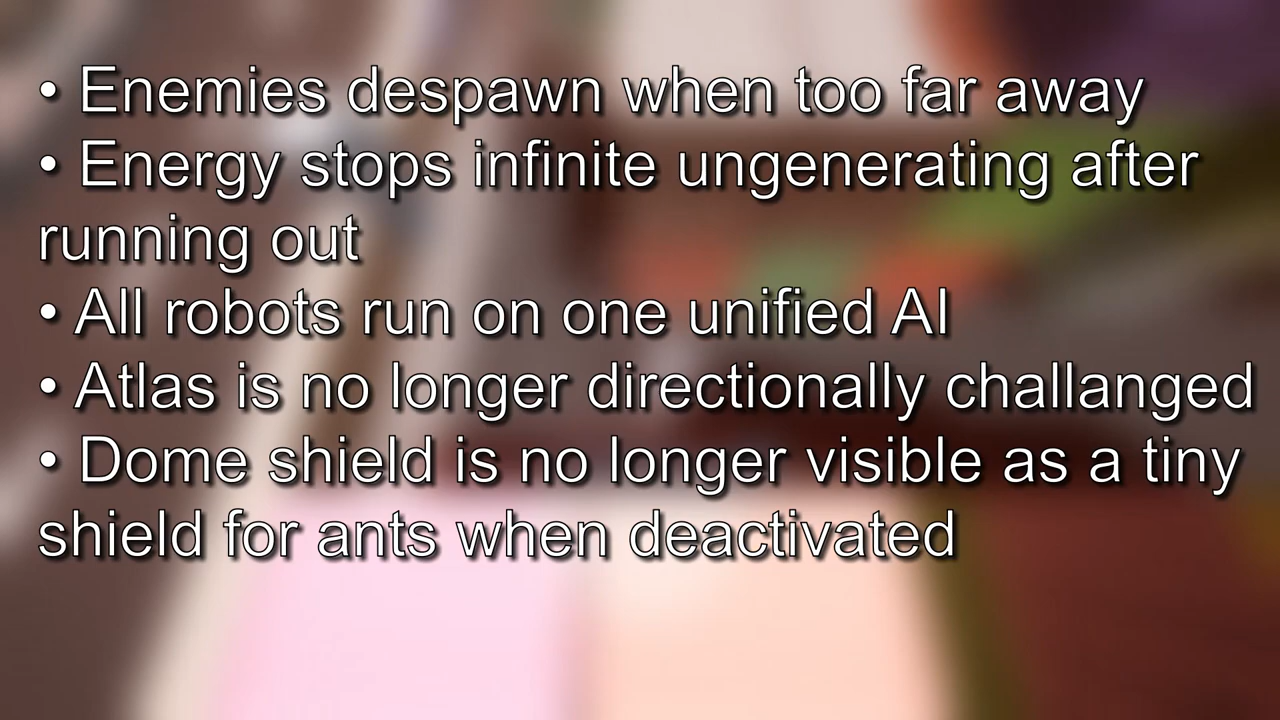 • Enemies despawn when too far away
• Energy stops infinite ungenerating after
running out
• All robots run on one unified AI
• Atlas is no longer directionally challanged
• Dome shield is no longer visible as a tiny
shield for ants when deactivated